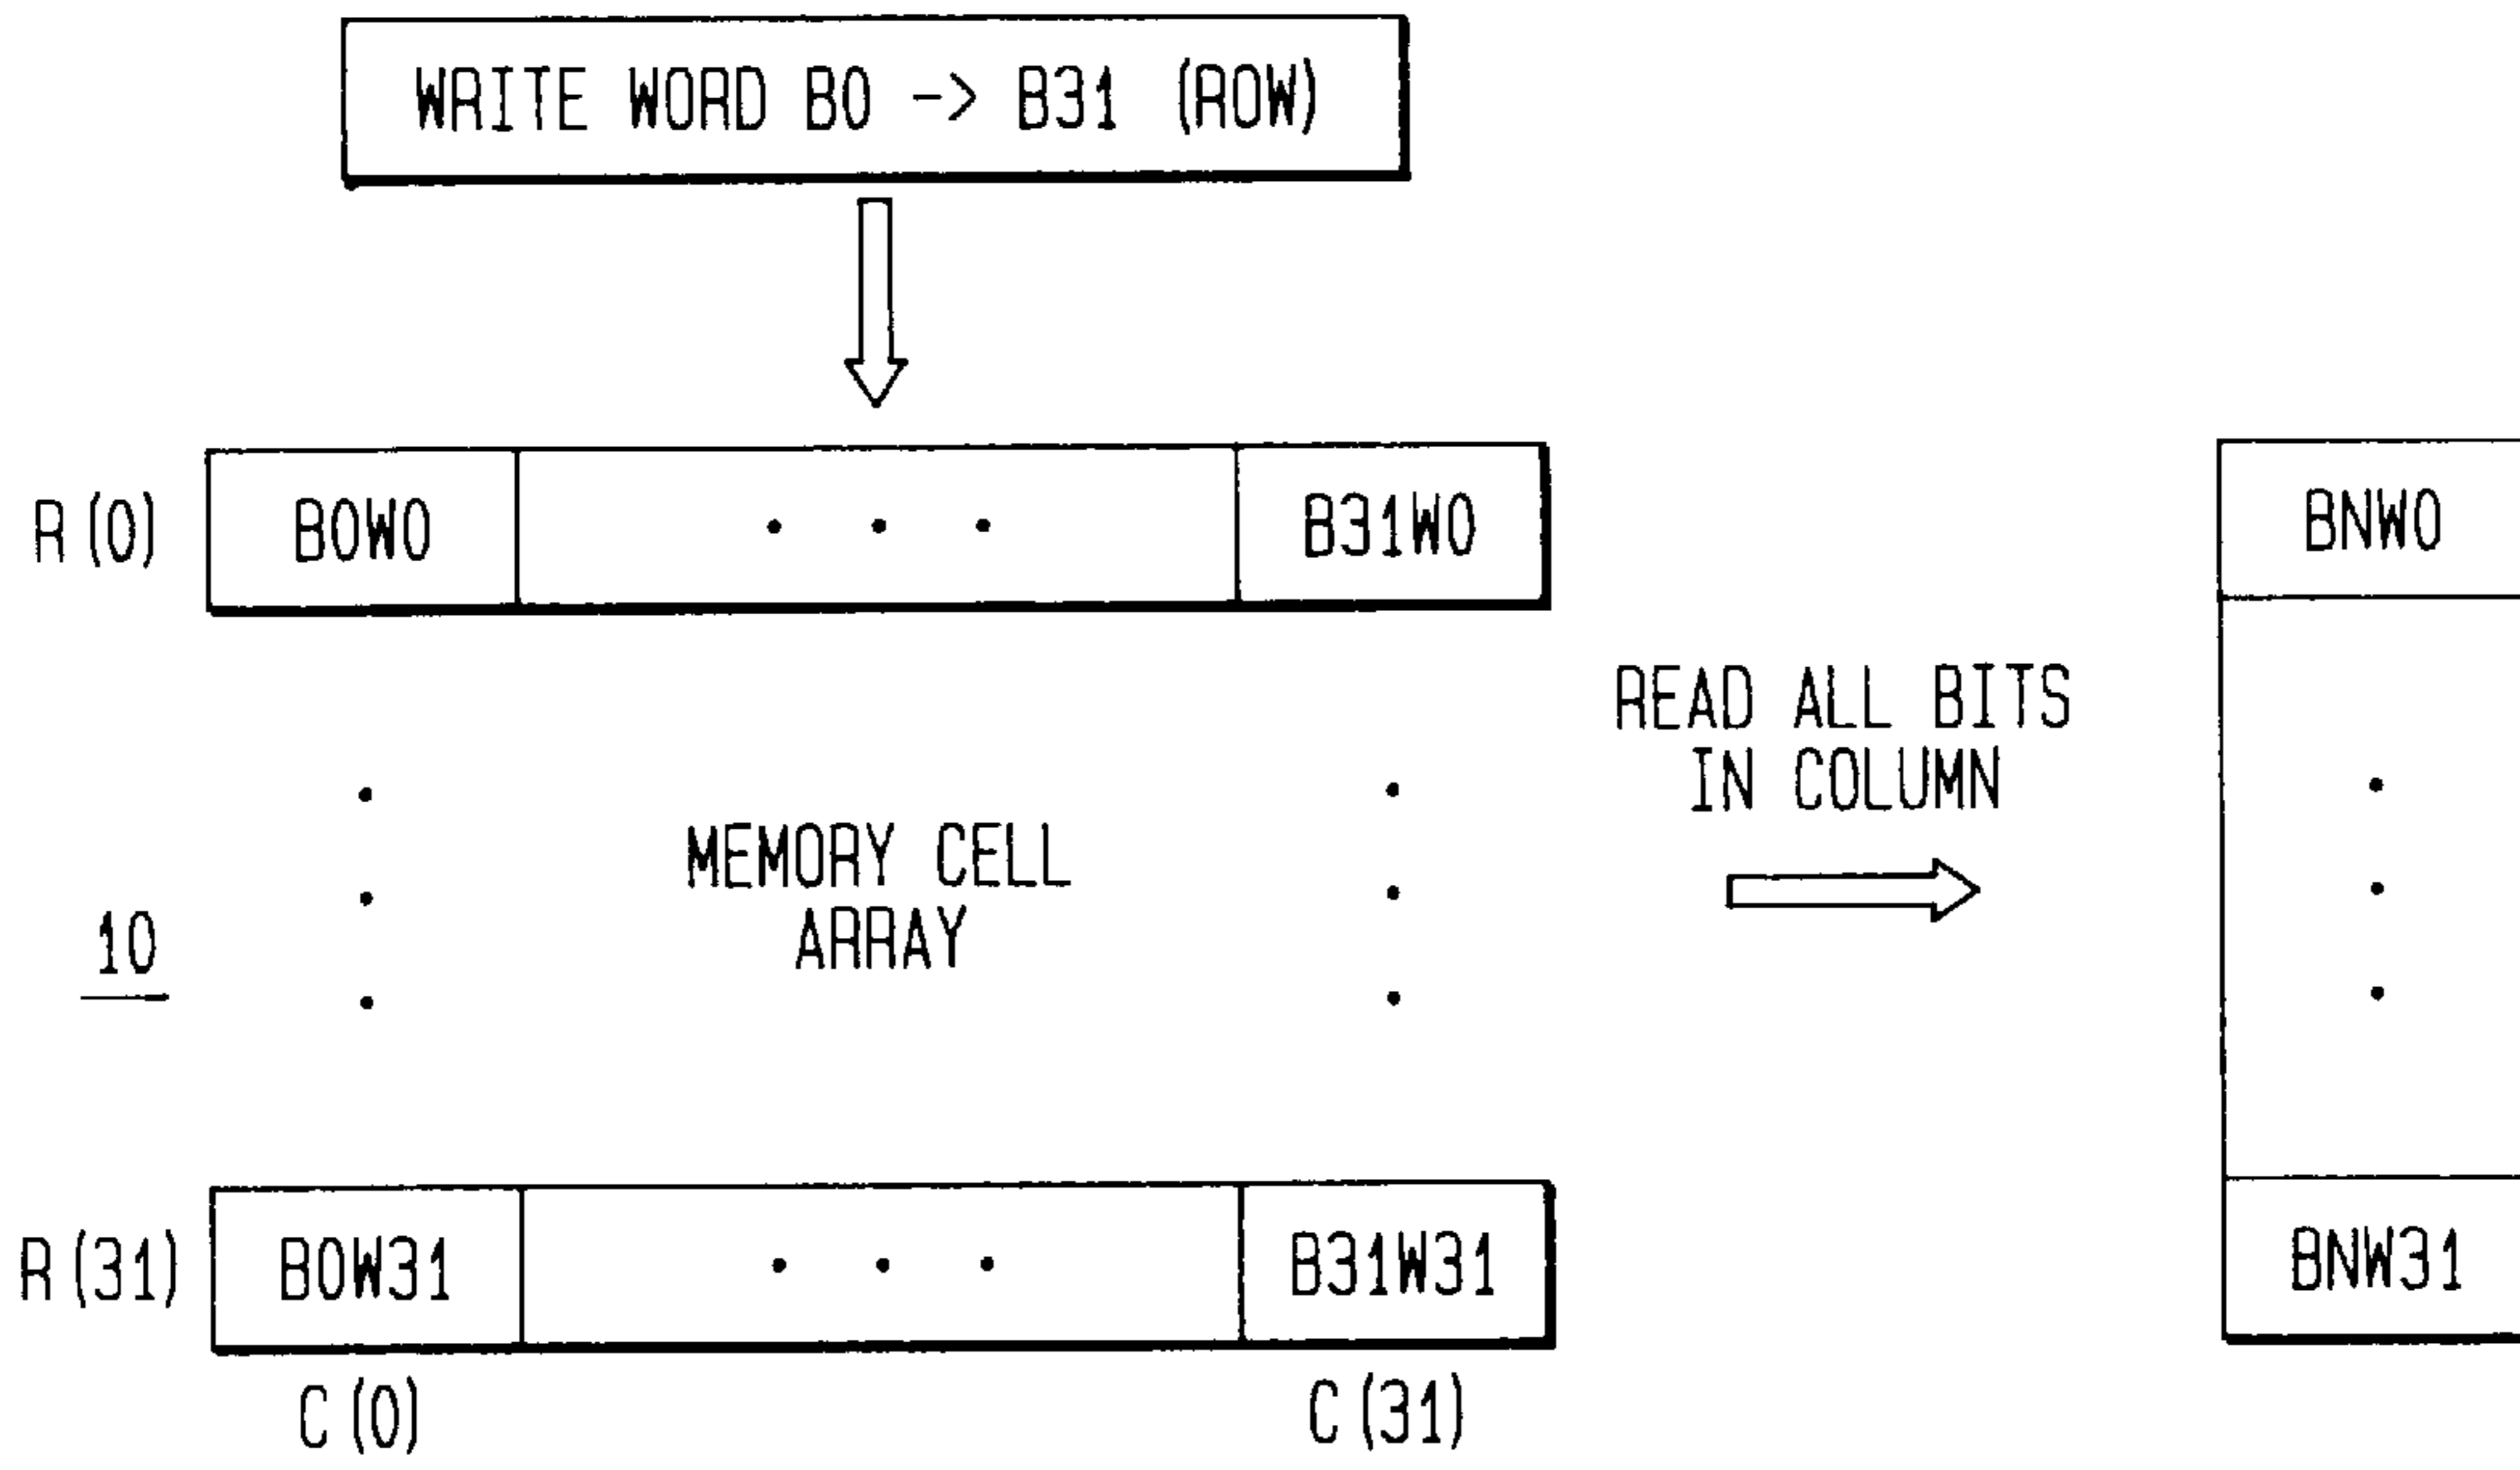 WRITE WORD B0 -> B31 (ROW)
R(0)
B0W0
. . .
B31W0
BNW0
READ ALL BITS
IN COLUMN
MEMORY CELL
ARRAY
10
R(31)
B0W31
. . .
B31W31
BNW31
C(0)
C(31)